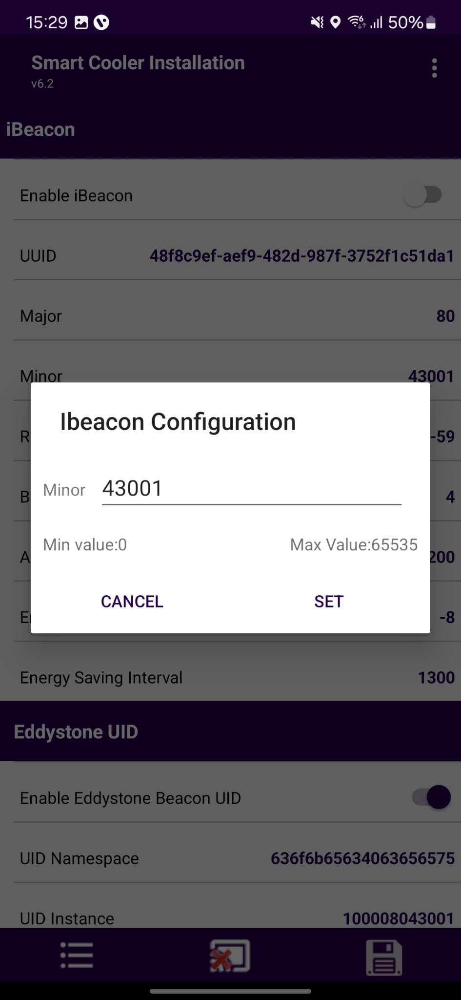 15:29 50%
Smart Cooler Installation
v6.2
iBeacon
Enable iBeacon
UUID 48f8c9ef-aef9-482d-987f-3752f1c51da1
Major 80
Minor 43001
Ibeacon Configuration
-59
Minor 43001
4
Min value:0 Max Value:65535
200
CANCEL SET
-8
Energy Saving Interval 1300
Eddystone UID
Enable Eddystone Beacon UID
UID Namespace 636f6b65634063656575
UID Instance 100008043001